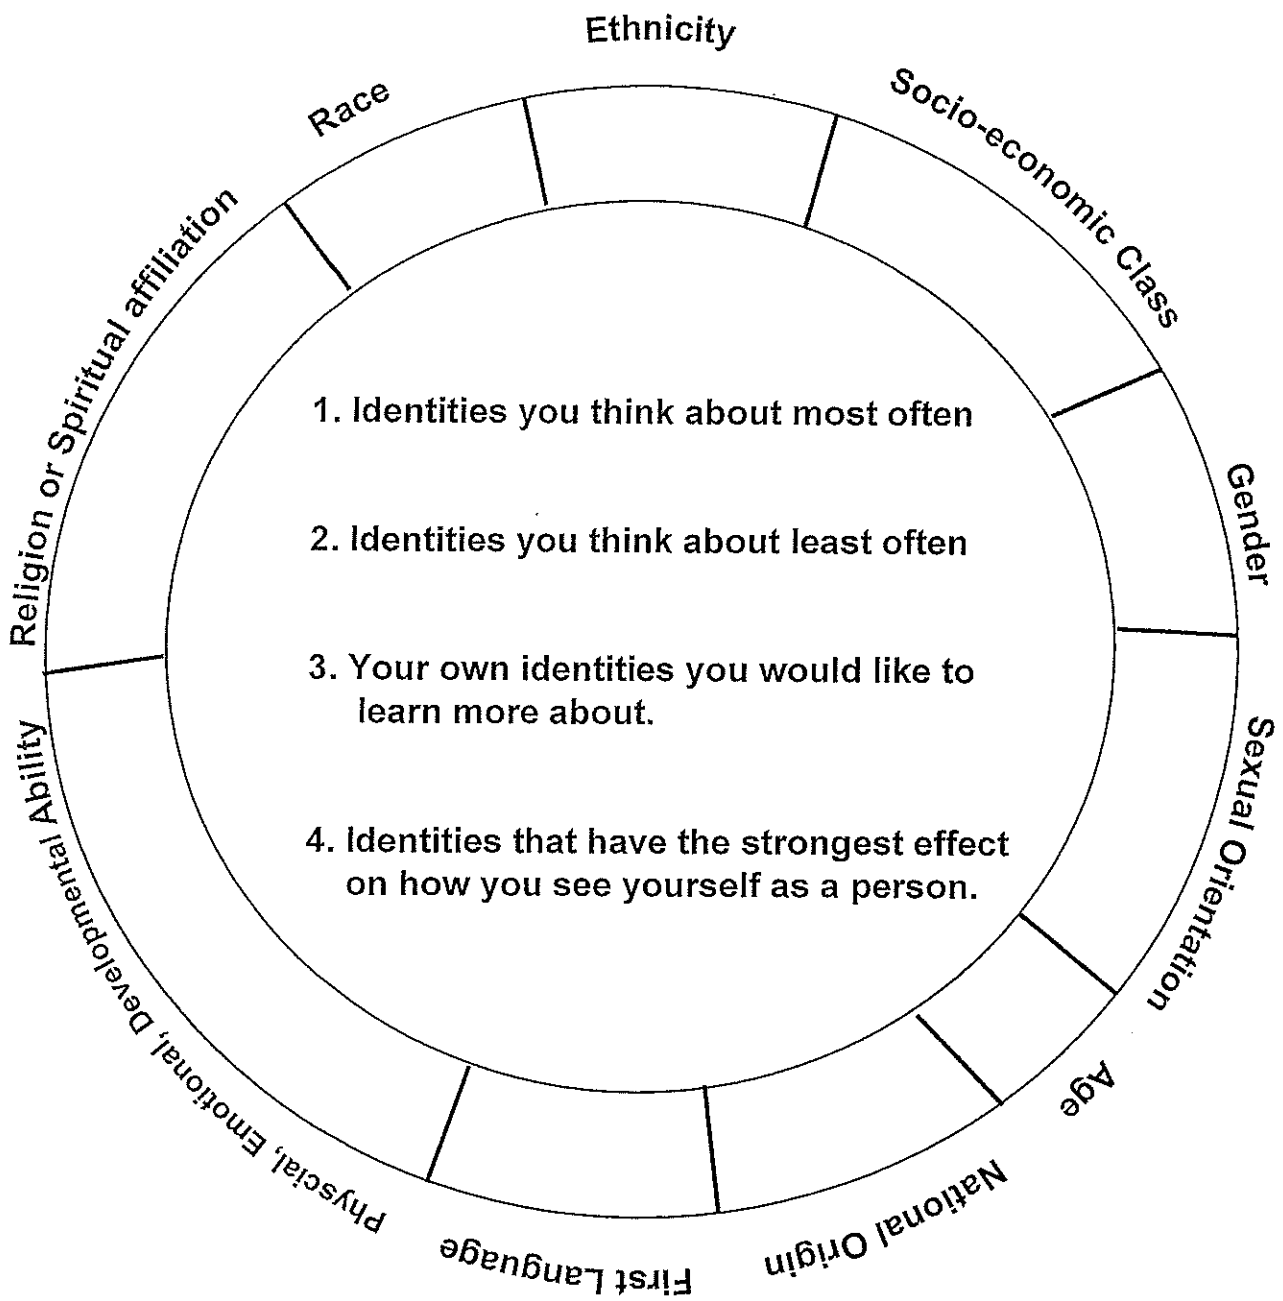 Ethnicity
Socio-economic Class
Gender
Sexual Orientation
Age
National Origin
First Language
Physcial, Emotional, Developmental Ability
Religion or Spiritual affiliation
Race
1. Identities you think about most often
2. Identities you think about least often
3. Your own identities you would like to
learn more about.
4. Identities that have the strongest effect
on how you see yourself as a person.